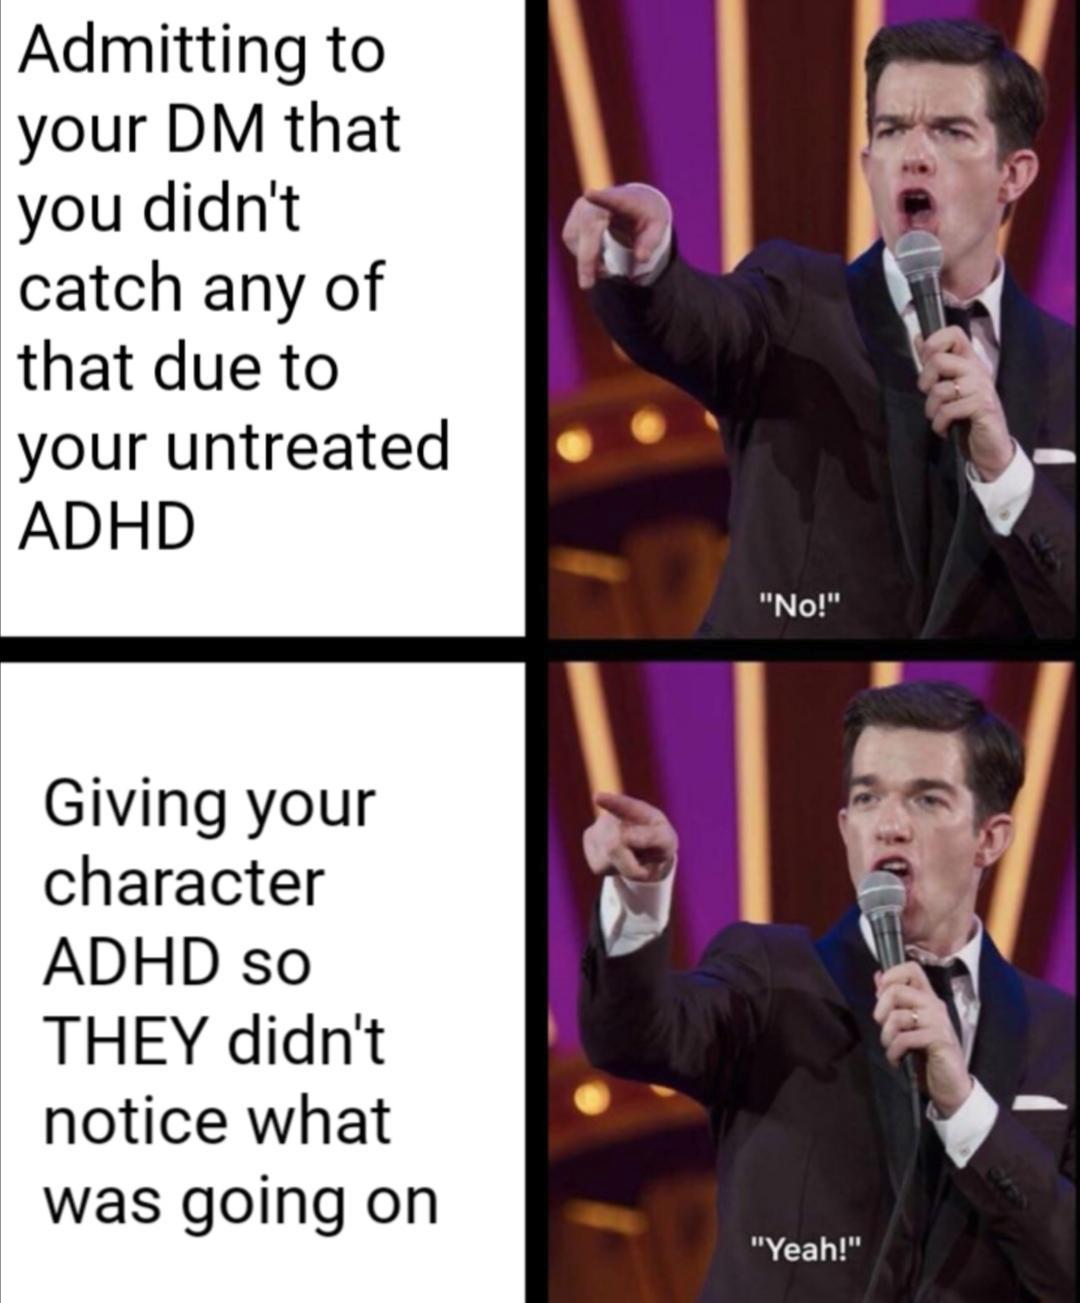 Admitting to
your DM that
you didn't
catch any of
that due to
your untreated
ADHD
"No!"
Giving your
character
ADHD so
THEY didn't
notice what
was going on
"Yeah!"